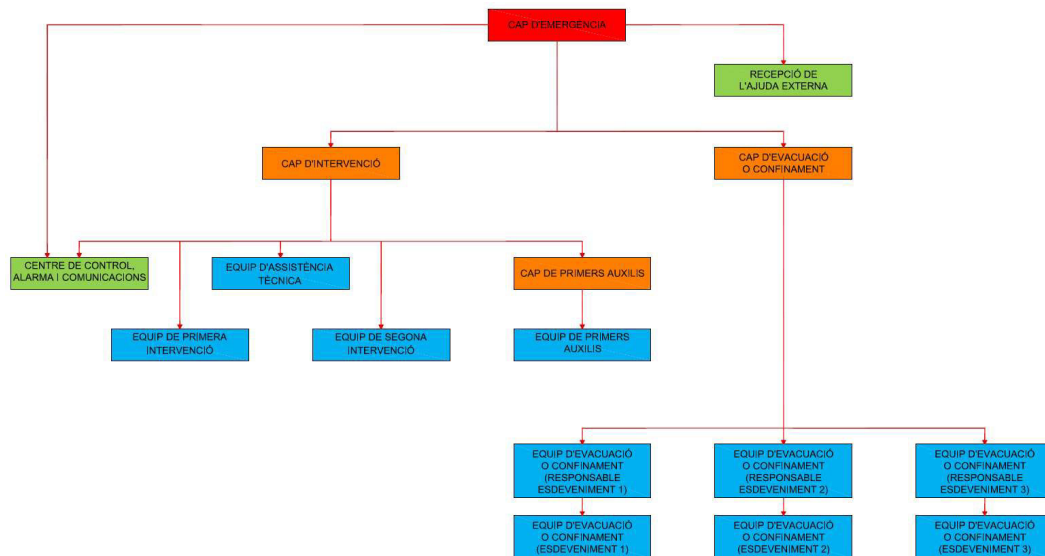 CAP D'EMERGÈNCIA
RECEPCIÓ DE
L'AJUDA EXTERNA
CAP D'INTERVENCIÓ
CAP D'EVACUACIÓ
O CONFINAMENT
CENTRE DE CONTROL,
ALARMA I COMUNICACIONS
EQUIP D'ASSISTÈNCIA
TÈCNICA
CAP DE PRIMERS AUXILIS
EQUIP DE PRIMERA
INTERVENCIÓ
EQUIP DE SEGONA
INTERVENCIÓ
EQUIP DE PRIMERS
AUXILIS
EQUIP D'EVACUACIÓ
O CONFINAMENT
(RESPONSABLE
ESDEVENIMENT 1)
EQUIP D'EVACUACIÓ
O CONFINAMENT
(RESPONSABLE
ESDEVENIMENT 2)
EQUIP D'EVACUACIÓ
O CONFINAMENT
(RESPONSABLE
ESDEVENIMENT 3)
EQUIP D'EVACUACIÓ
O CONFINAMENT
(ESDEVENIMENT 1)
EQUIP D'EVACUACIÓ
O CONFINAMENT
(ESDEVENIMENT 2)
EQUIP D'EVACUACIÓ
O CONFINAMENT
(ESDEVENIMENT 3)